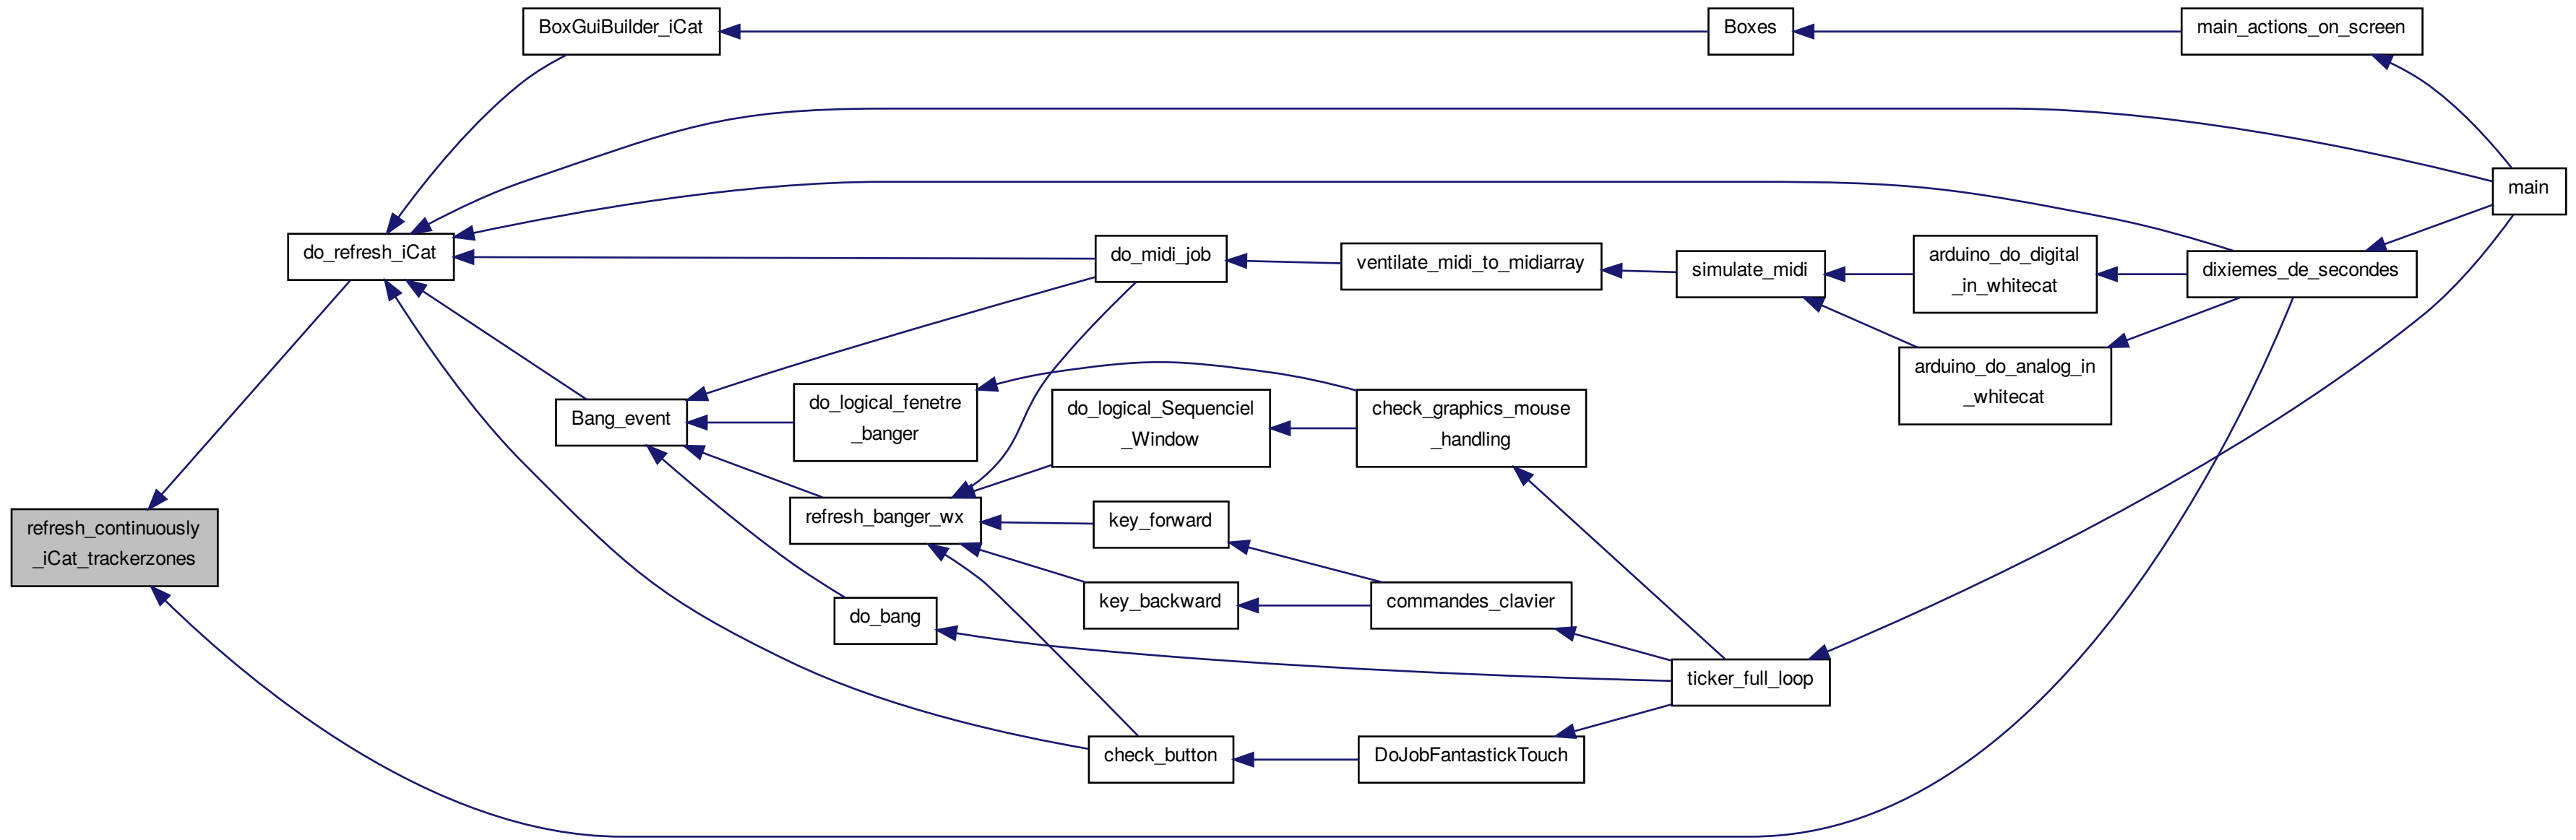 BoxGuiBuilder_iCat
Boxes
main_actions_on_screen
main
do_refresh_iCat
do_midi_job
ventilate_midi_to_midiarray
simulate_midi
arduino_do_digital
_in_whitecat
dixiemes_de_secondes
arduino_do_analog_in
_whitecat
Bang_event
do_logical_fenetre
_banger
do_logical_Sequenciel
_Window
check_graphics_mouse
_handling
refresh_continuously
_iCat_trackerzones
refresh_banger_wx
key_forward
key_backward
commandes_clavier
do_bang
ticker_full_loop
check_button
DoJobFantastickTouch